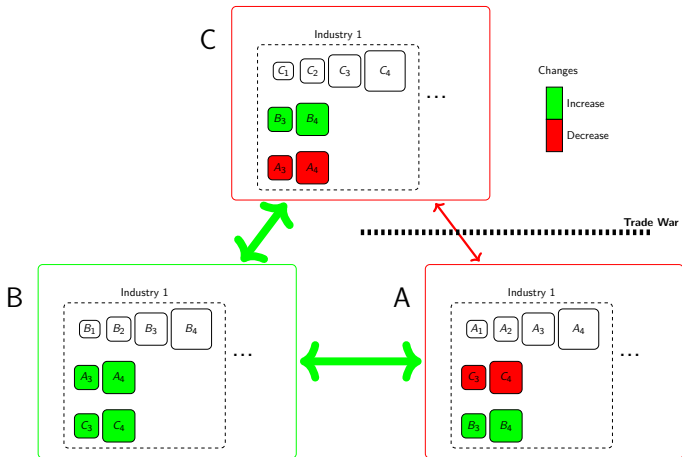 C
Industry 1
C1 C2 C3 C4
...
B3 B4
A3 A4
Changes
Increase
Decrease
Trade War
B
Industry 1
B1 B2 B3 B4
...
A3 A4
C3 C4
A
Industry 1
A1 A2 A3 A4
...
C3 C4
B3 B4